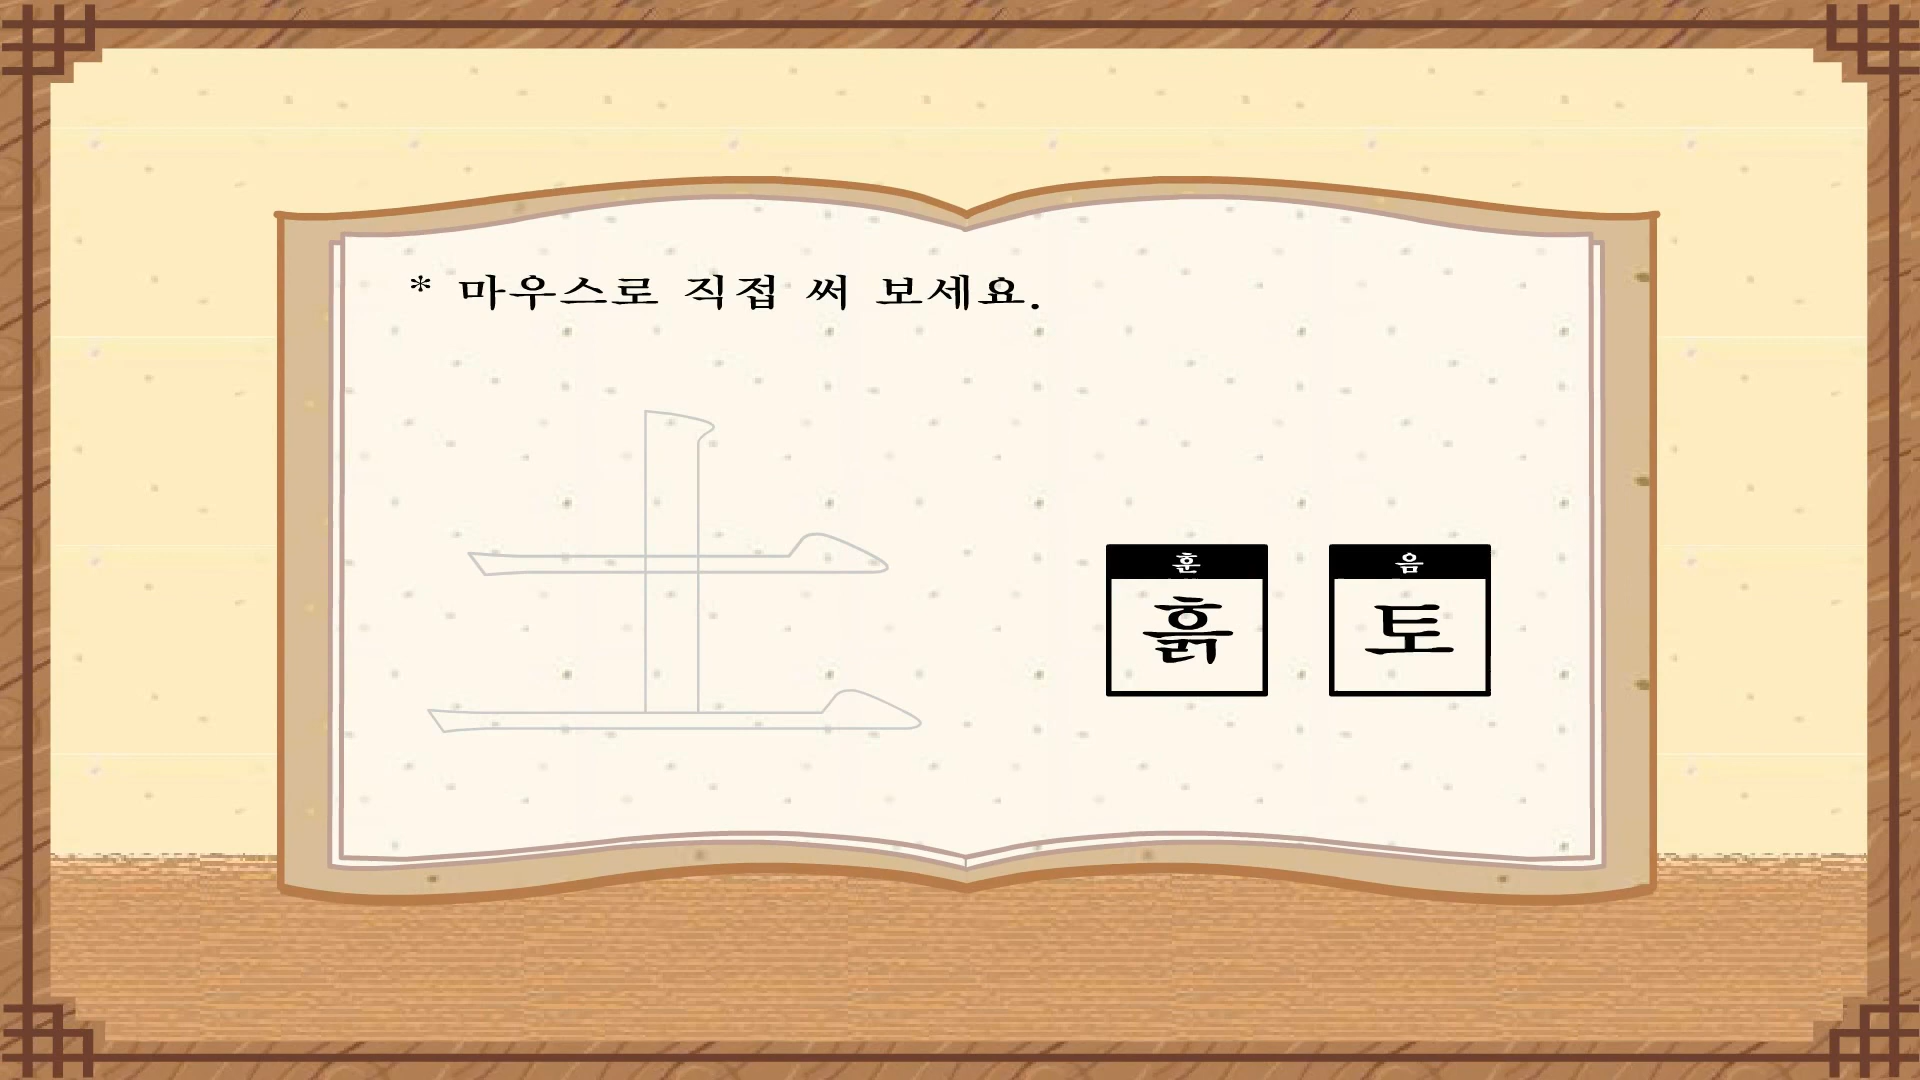 * 마우스로 직접 써 보세요.
土
훈 음
흙 토